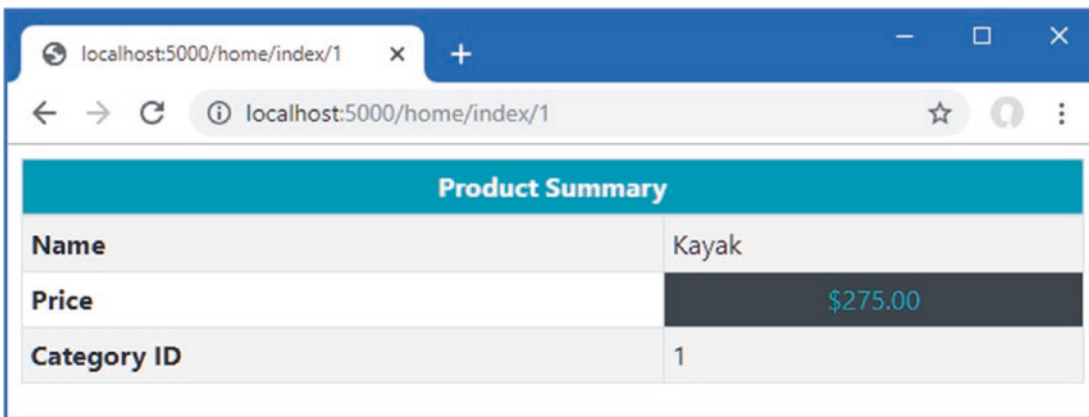 localhost:5000/home/index/1
localhost:5000/home/index/1
Product Summary
Name Kayak
Price $275.00
Category ID 1